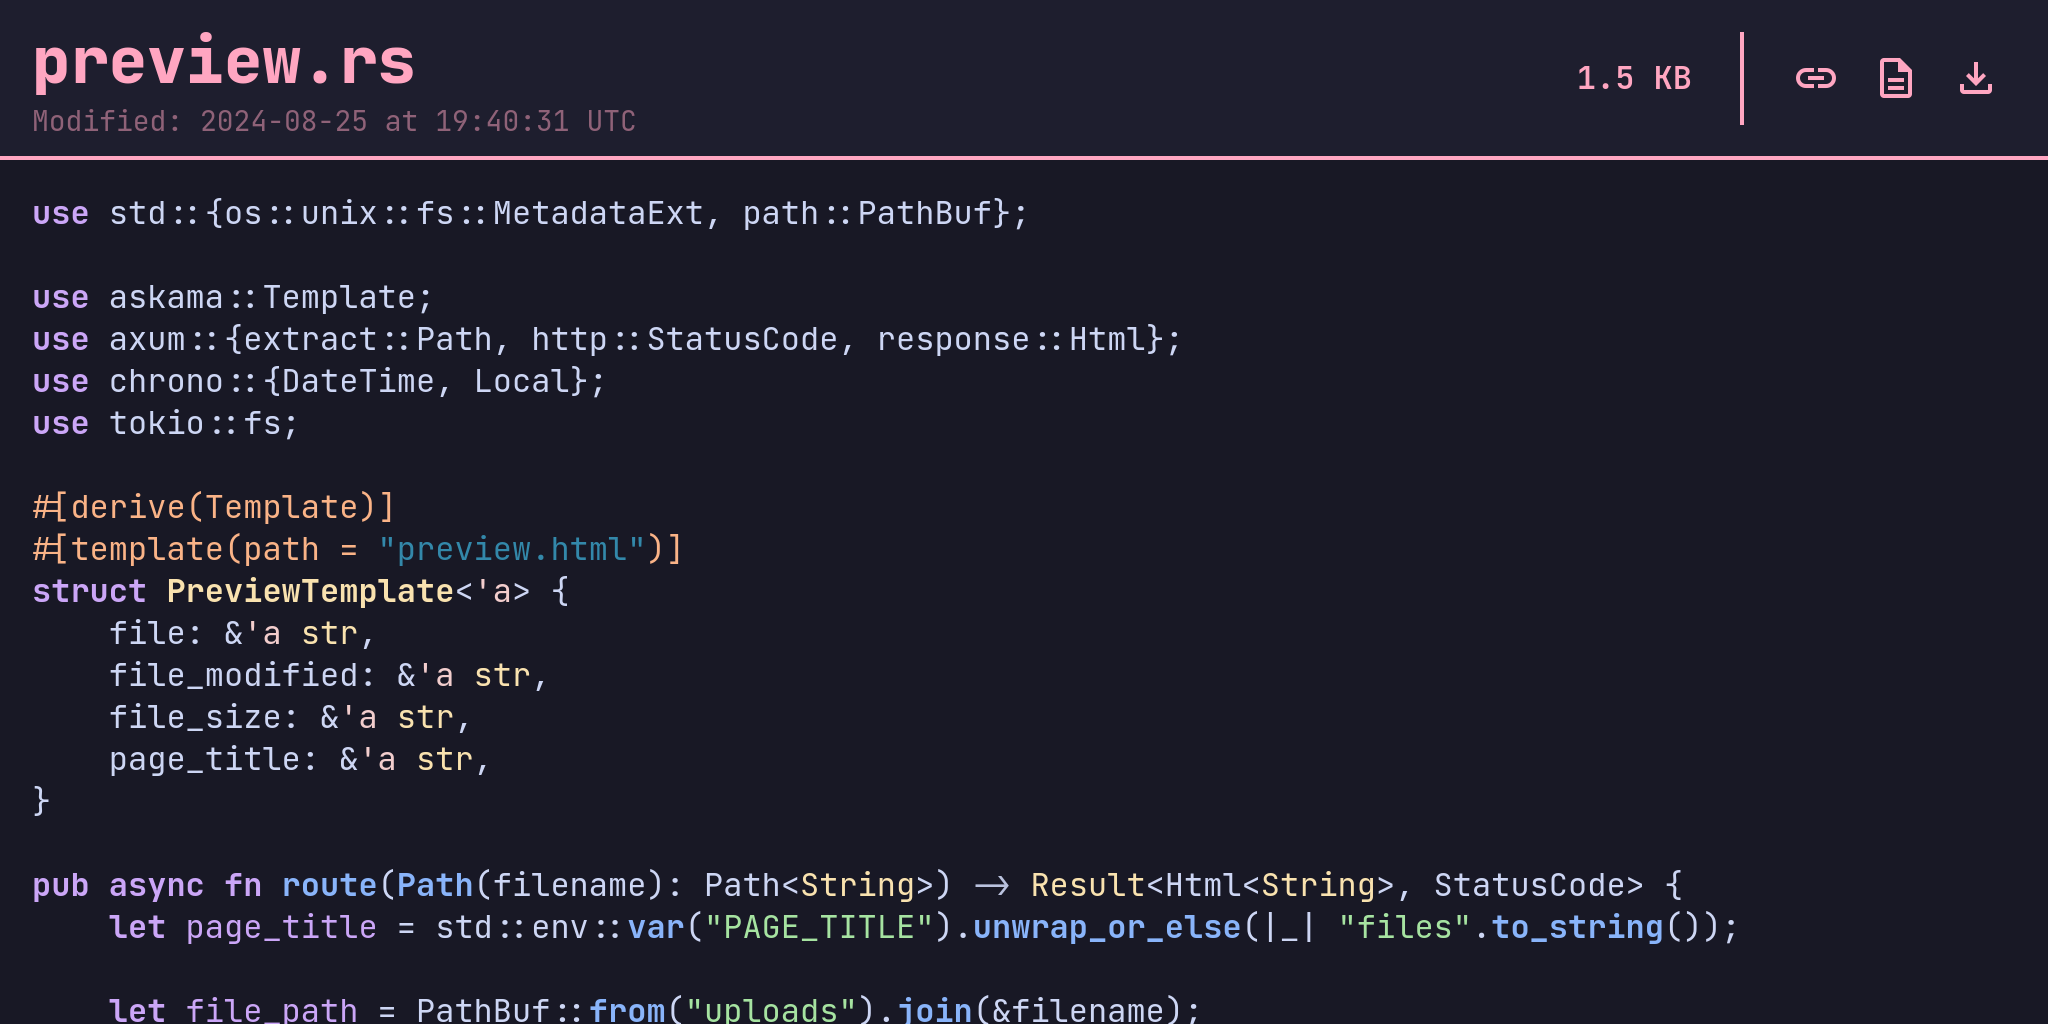 preview.rs
Modified: 2024-08-25 at 19:40:31 UTC
1.5 KB
use std::{os::unix::fs::MetadataExt, path::PathBuf};
use askama::Template;
use axum::{extract::Path, http::StatusCode, response::Html};
use chrono::{DateTime, Local};
use tokio::fs;
#[derive(Template)]
#[template(path = "preview.html")]
struct PreviewTemplate<'a> {
    file: &'a str,
    file_modified: &'a str,
    file_size: &'a str,
    page_title: &'a str,
}
pub async fn route(Path(filename): Path<String>) -> Result<Html<String>, StatusCode> {
    let page_title = std::env::var("PAGE_TITLE").unwrap_or_else(|_| "files".to_string());
    let file_path = PathBuf::from("uploads").join(&filename);